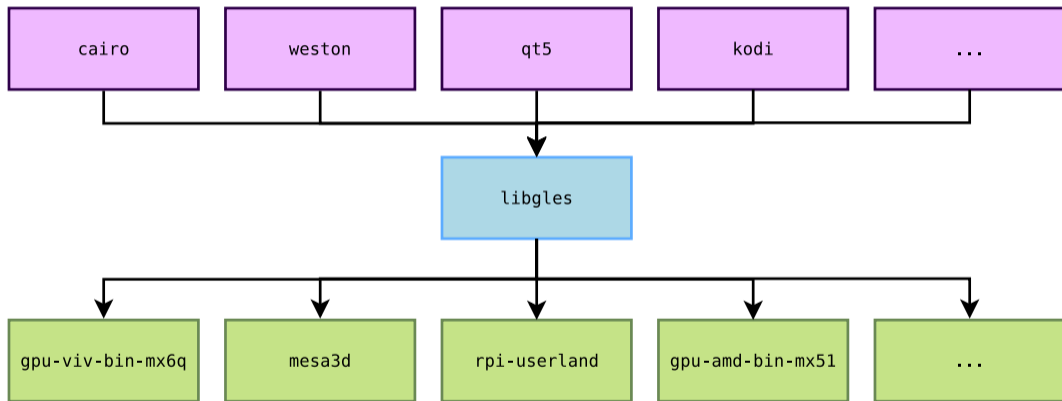 cairo
weston
qt5
kodi
...
libgles
gpu-viv-bin-mx6q
mesa3d
rpi-userland
gpu-amd-bin-mx51
...